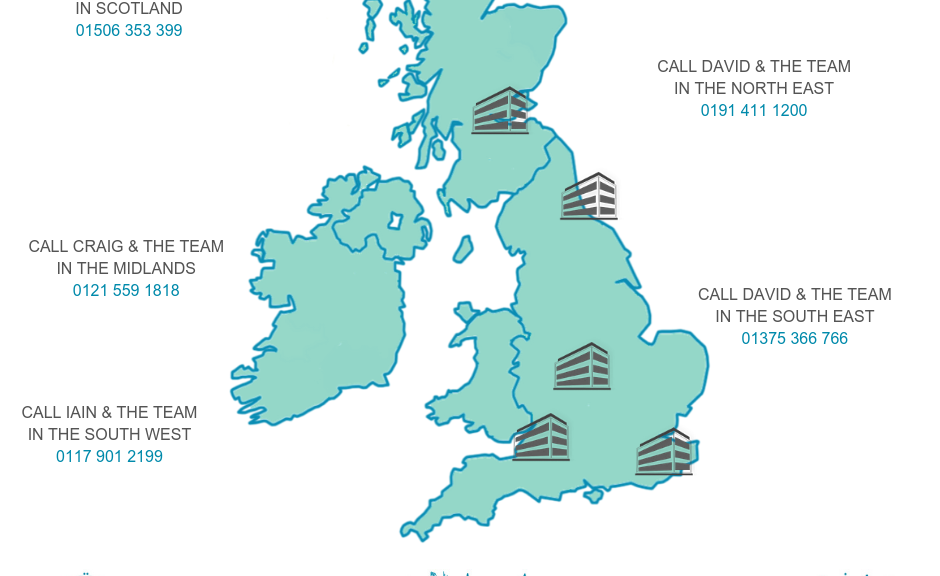 IN SCOTLAND
01506 353 399
CALL DAVID & THE TEAM
IN THE NORTH EAST
0191 411 1200
CALL CRAIG & THE TEAM
IN THE MIDLANDS
0121 559 1818
CALL DAVID & THE TEAM
IN THE SOUTH EAST
01375 366 766
CALL IAIN & THE TEAM
IN THE SOUTH WEST
0117 901 2199